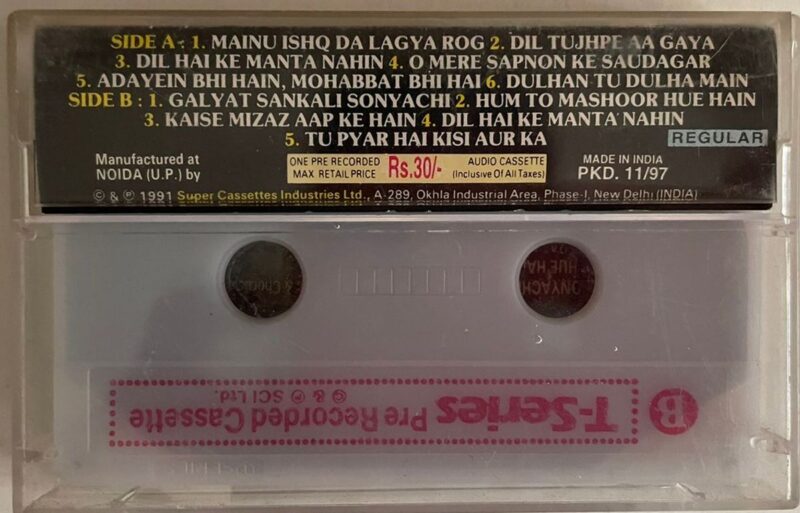 SIDE A : 1. MAINU ISHQ DA LAGYA ROG 2. DIL TUJHPE AA GAYA
3. DIL HAI KE MANTA NAHIN 4. O MERE SAPNON KE SAUDAGAR
5. ADAYEIN BHI HAIN, MOHABBAT BHI HAI 6. DULHAN TU DULHA MAIN
SIDE B : 1. GALYAT SANKALI SONYACHI 2. HUM TO MASHOOR HUE HAIN
3. KAISE MIZAZ AAP KE HAIN 4. DIL HAI KE MANTA NAHIN
5. TU PYAR HAI KISI AUR KA
REGULAR
Manufactured at
NOIDA (U.P.) by
ONE PRE RECORDED
MAX RETAIL PRICE
Rs.30/-
AUDIO CASSETTE
(Inclusive Of All Taxes)
MADE IN INDIA
PKD. 11/97
© & ℗ 1991 Super Cassettes Industries Ltd., A-289, Okhla Industrial Area, Phase-I, New Delhi (INDIA)
HUE HAI
ONYACH
B T-Series Pre Recorded Cassette
© & ℗ SCI Ltd.